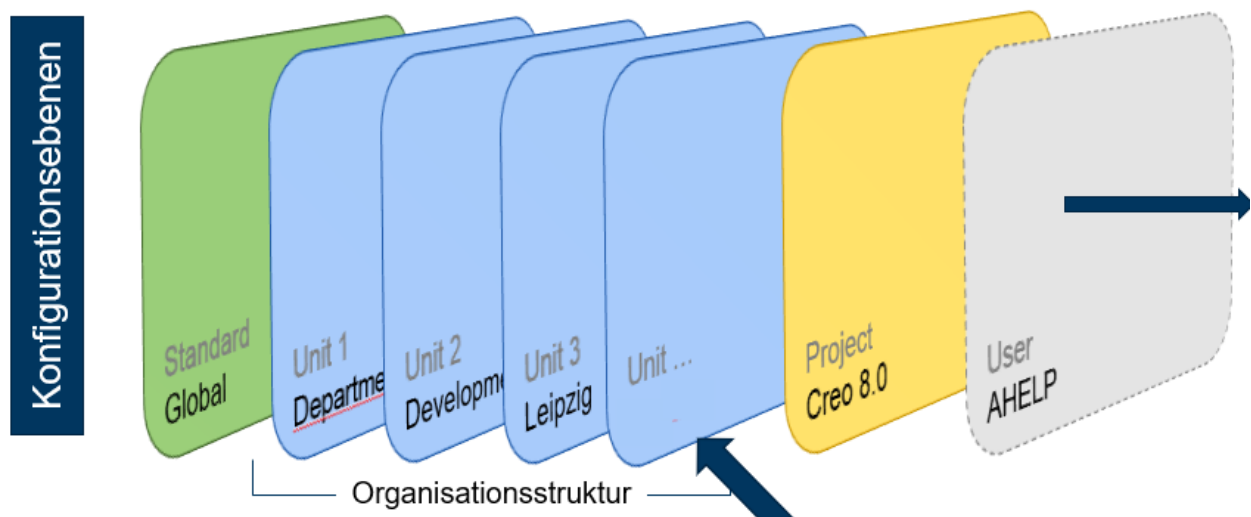 Konfigurationsebenen
Standard
Global
Unit 1
Departme
Unit 2
Developme
Unit 3
Leipzig
Unit ...
Project
Creo 8.0
User
AHELP
Organisationsstruktur